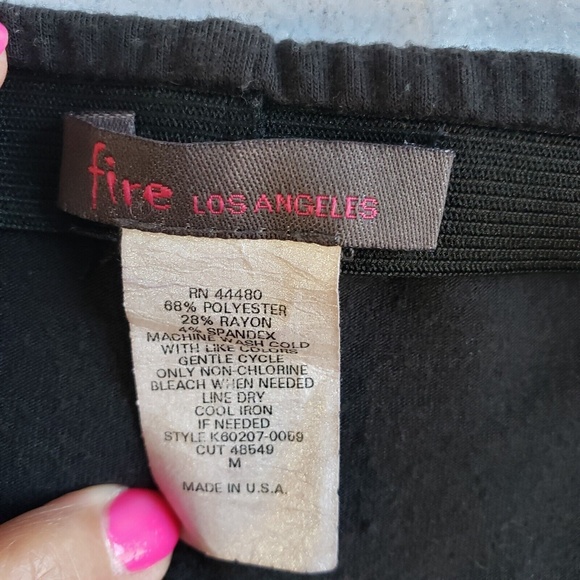 fire LOS ANGELES
RN 44480
68% POLYESTER
28% RAYON
4% SPANDEX
MACHINE WASH COLD
WITH LIKE COLORS
GENTLE CYCLE
ONLY NON-CHLORINE
BLEACH WHEN NEEDED
LINE DRY
COOL IRON
IF NEEDED
STYLE K60207-0059
CUT 48549
M
MADE IN U.S.A.